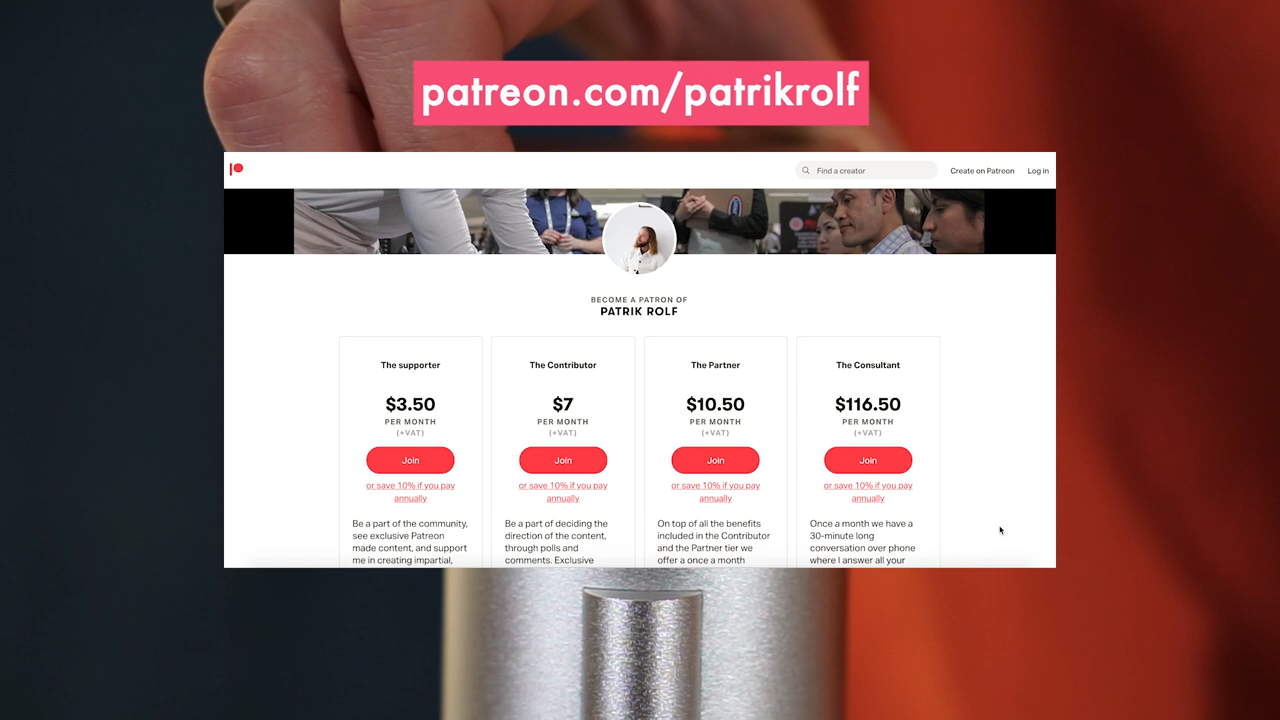 patreon.com/patrikrolf
Find a creator
Create on Patreon
Log in
BECOME A PATRON OF
PATRIK ROLF
The supporter
$3.50
PER MONTH
(+VAT)
Join
or save 10% if you pay
annually
Be a part of the community,
see exclusive Patreon
made content, and support
me in creating impartial,
The Contributor
$7
PER MONTH
(+VAT)
Join
or save 10% if you pay
annually
Be a part of deciding the
direction of the content,
through polls and
comments. Exclusive
The Partner
$10.50
PER MONTH
(+VAT)
Join
or save 10% if you pay
annually
On top of all the benefits
included in the Contributor
and the Partner tier we
offer a once a month
The Consultant
$116.50
PER MONTH
(+VAT)
Join
or save 10% if you pay
annually
Once a month we have a
30-minute long
conversation over phone
where I answer all your